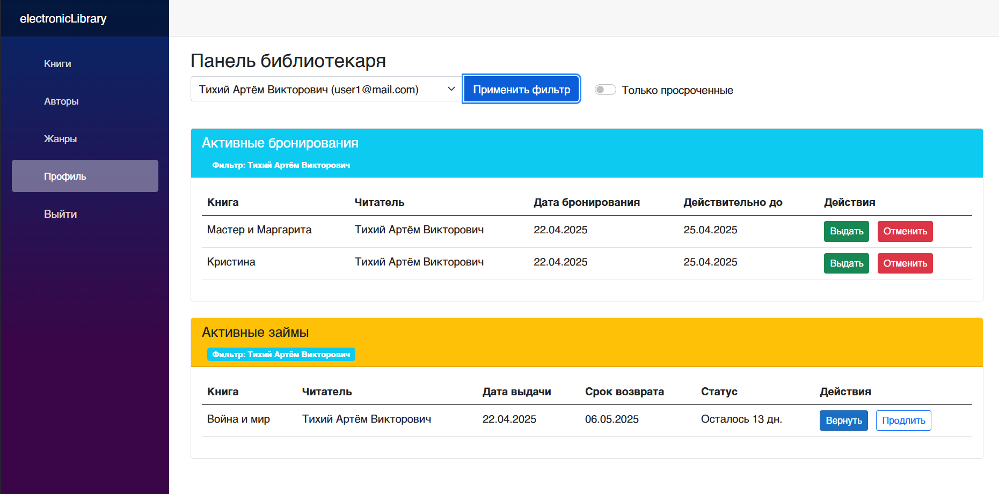 electronicLibrary
Книги
Авторы
Жанры
Профиль
Выйти
Панель библиотекаря
Тихий Артём Викторович (user1@mail.com) Применить фильтр Только просроченные
Активные бронирования
Фильтр: Тихий Артём Викторович
Книга Читатель Дата бронирования Действительно до Действия
Мастер и Маргарита Тихий Артём Викторович 22.04.2025 25.04.2025 Выдать Отменить
Кристина Тихий Артём Викторович 22.04.2025 25.04.2025 Выдать Отменить
Активные займы
Фильтр: Тихий Артём Викторович
Книга Читатель Дата выдачи Срок возврата Статус Действия
Война и мир Тихий Артём Викторович 22.04.2025 06.05.2025 Осталось 13 дн. Вернуть Продлить